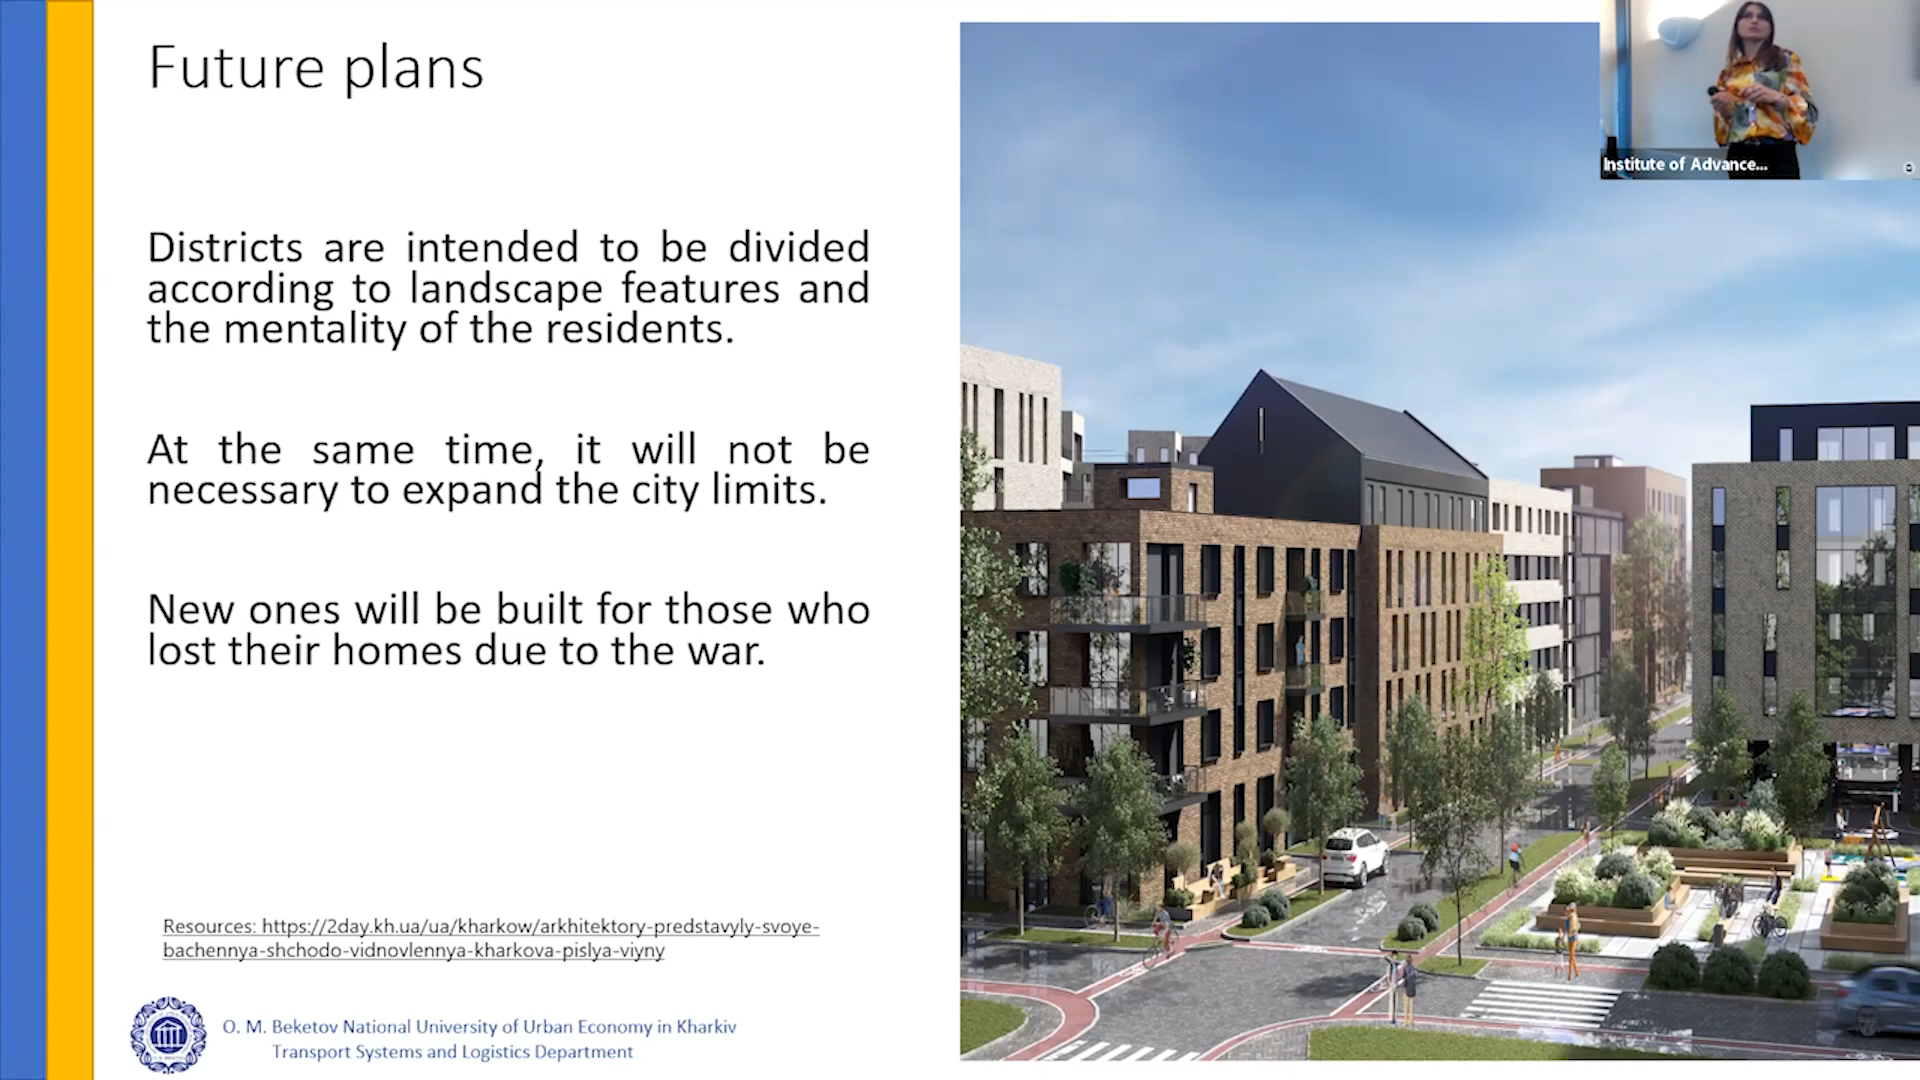 Future plans
Institute of Advance...
Districts are intended to be divided
according to landscape features and
the mentality of the residents.
At the same time, it will not be
necessary to expand the city limits.
New ones will be built for those who
lost their homes due to the war.
Resources: https://2day.kh.ua/ua/kharkow/arkhitektory-predstavyly-svoye-
bachennya-shchodo-vidnovlennya-kharkova-pislya-viyny
O. M. Beketov National University of Urban Economy in Kharkiv
Transport Systems and Logistics Department